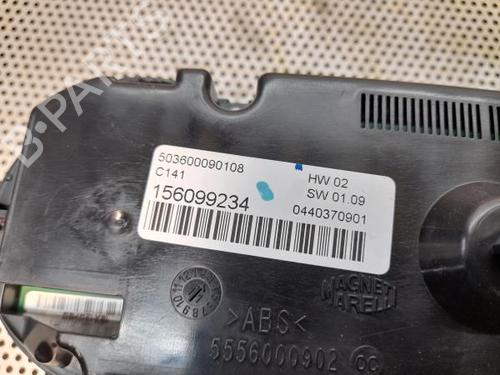 B-PARTS
503600090108
C141
HW 02
SW 01.09
156099234
0440370901
MAGNETI
MARELLI
>ABS<
5556000902